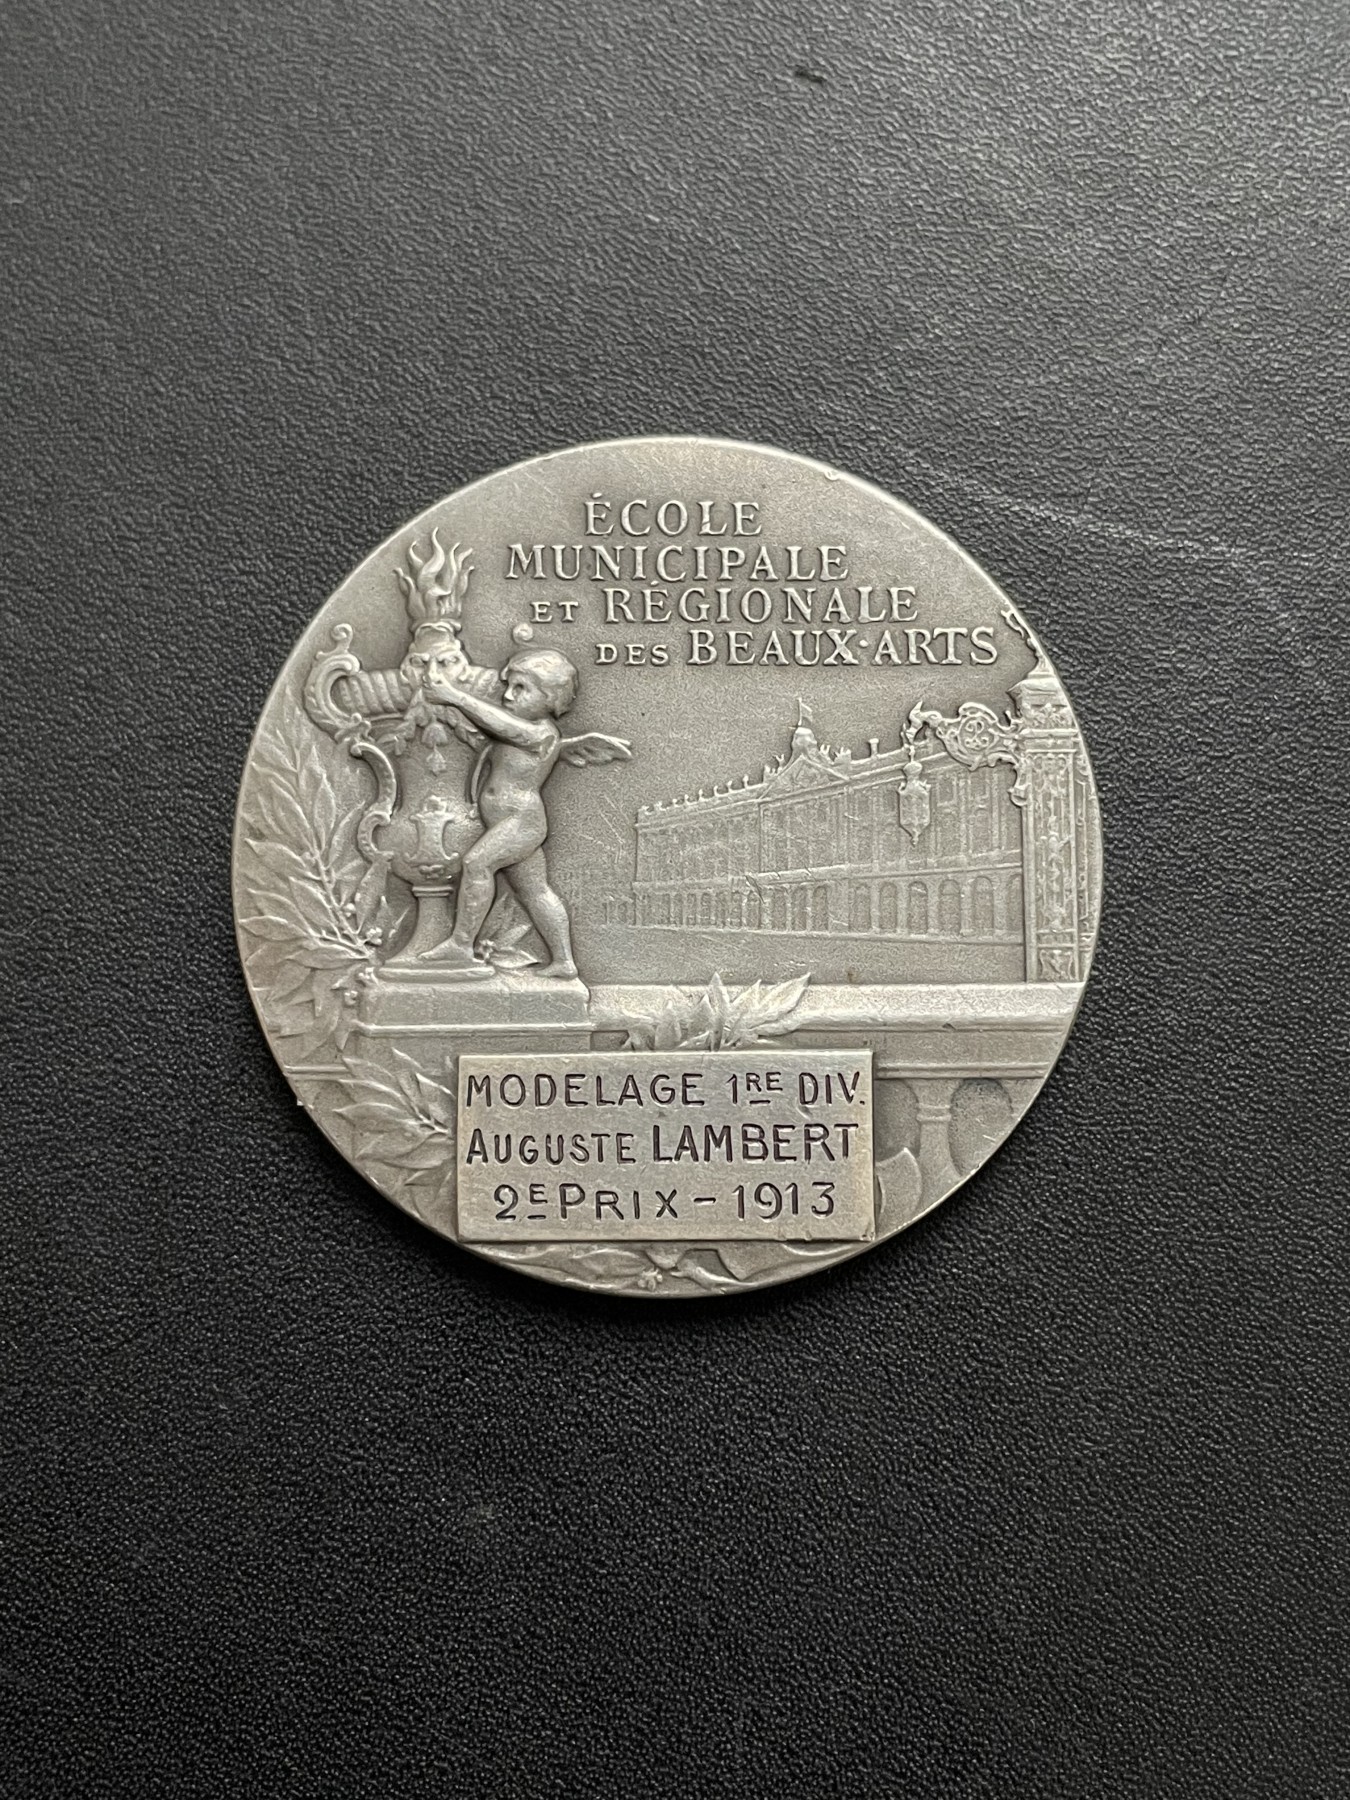 ÉCOLE
MUNICIPALE
ET RÉGIONALE
DES BEAUX·ARTS
MODELAGE 1RE DIV.
AUGUSTE LAMBERT
2E PRIX - 1913